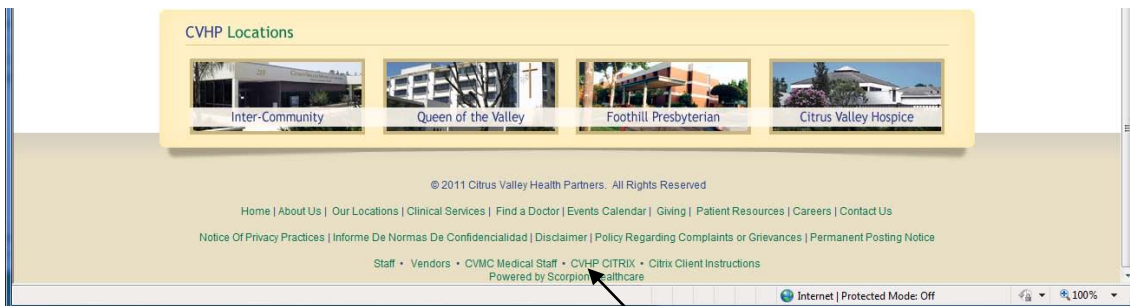 CVHP Locations
Inter-Community
Queen of the Valley
Foothill Presbyterian
Citrus Valley Hospice
© 2011 Citrus Valley Health Partners. All Rights Reserved
Home | About Us | Our Locations | Clinical Services | Find a Doctor | Events Calendar | Giving | Patient Resources | Careers | Contact Us
Notice Of Privacy Practices | Informe De Normas De Confidencialidad | Disclaimer | Policy Regarding Complaints or Grievances | Permanent Posting Notice
Staff • Vendors • CVMC Medical Staff • CVHP CITRIX • Citrix Client Instructions
Powered by Scorpion Healthcare
Internet | Protected Mode: Off
100%